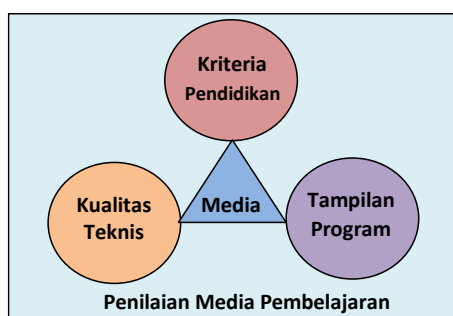 Kriteria
Pendidikan
Kualitas
Teknis
Media
Tampilan
Program
Penilaian Media Pembelajaran